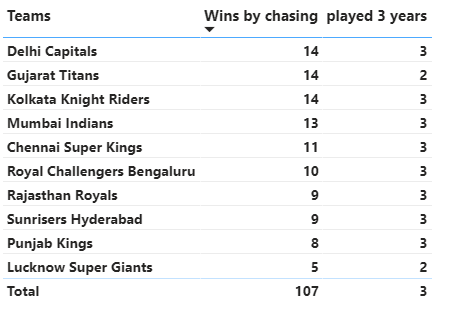 Teams Wins by chasing played 3 years
Delhi Capitals 14 3
Gujarat Titans 14 2
Kolkata Knight Riders 14 3
Mumbai Indians 13 3
Chennai Super Kings 11 3
Royal Challengers Bengaluru 10 3
Rajasthan Royals 9 3
Sunrisers Hyderabad 9 3
Punjab Kings 8 3
Lucknow Super Giants 5 2
Total 107 3